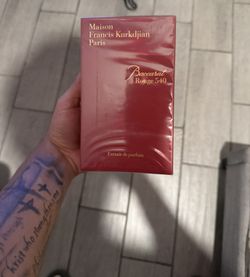 Maison
Francis Kurkdjian
Paris
Baccarat
Rouge 540
Extrait de parfum